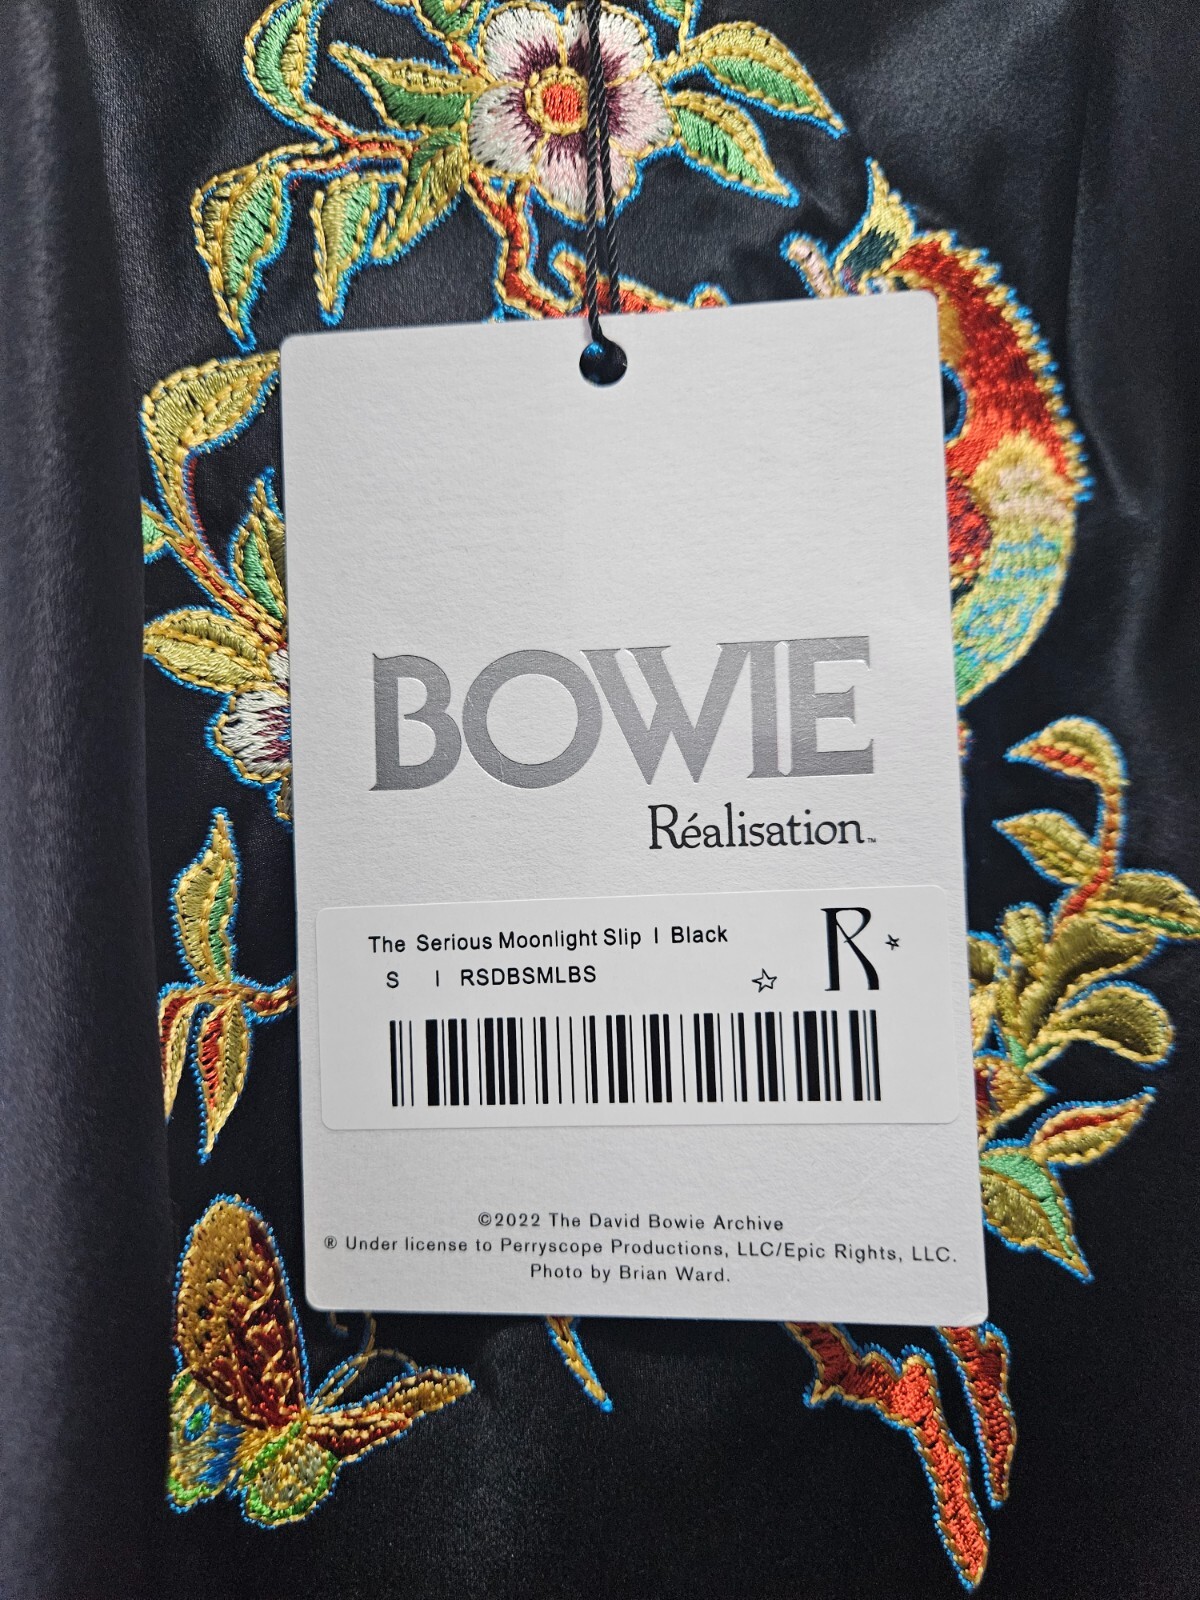 BOWIE
Réalisation™
The Serious Moonlight Slip | Black
S | RSDBSMLBS
R
©2022 The David Bowie Archive
® Under license to Perryscope Productions, LLC/Epic Rights, LLC.
Photo by Brian Ward.